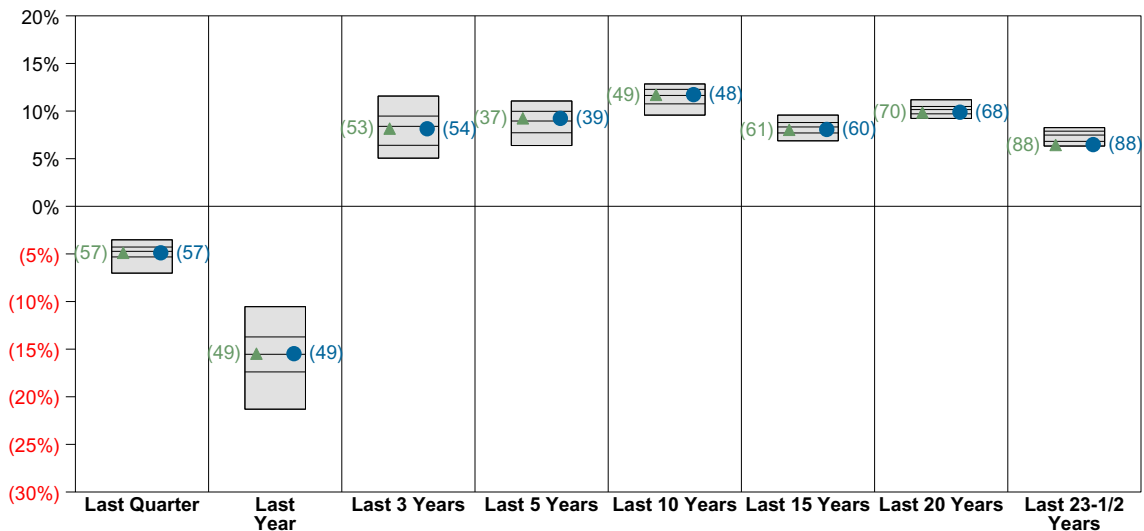 20%
15%
10%
5%
0%
(5%)
(10%)
(15%)
(20%)
(25%)
(30%)
(57) (57)
(49) (49)
(53) (54)
(37) (39)
(49) (48)
(61) (60)
(70) (68)
(88) (88)
Last Quarter
Last
Year
Last 3 Years
Last 5 Years
Last 10 Years
Last 15 Years
Last 20 Years
Last 23-1/2
Years